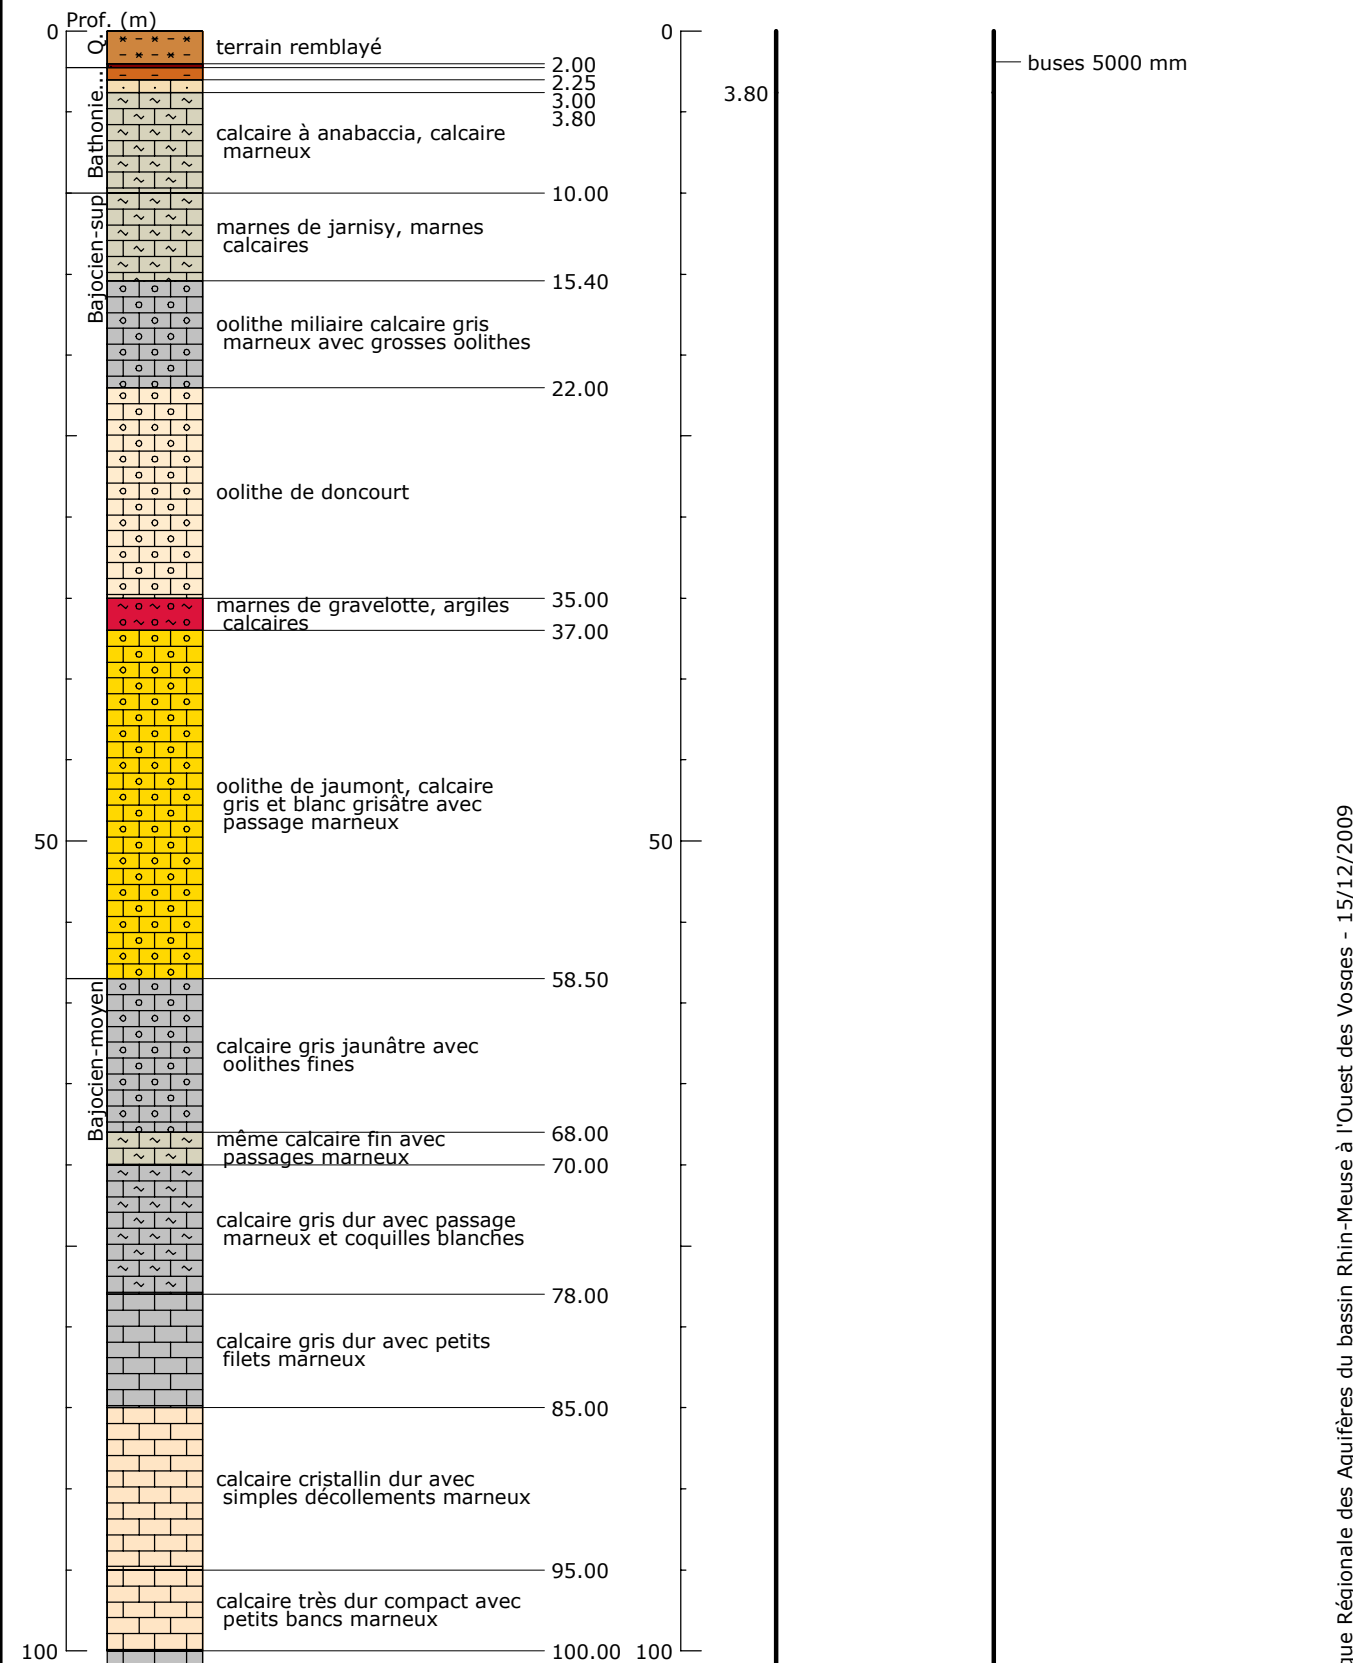 Prof. (m)
0
Q.
terrain remblayé
2.00
2.25
3.00
3.80
Bathonie...
calcaire à anabaccia, calcaire
marneux
10.00
Bajocien-sup
marnes de jarnisy, marnes
calcaires
15.40
oolithe miliaire calcaire gris
marneux avec grosses oolithes
22.00
oolithe de doncourt
35.00
marnes de gravelotte, argiles
calcaires
37.00
oolithe de jaumont, calcaire
gris et blanc grisâtre avec
passage marneux
50
58.50
Bajocien-moyen
calcaire gris jaunâtre avec
oolithes fines
68.00
même calcaire fin avec
passages marneux
70.00
calcaire gris dur avec passage
marneux et coquilles blanches
78.00
calcaire gris dur avec petits
filets marneux
85.00
calcaire cristallin dur avec
simples décollements marneux
95.00
calcaire très dur compact avec
petits bancs marneux
100
100.00
0
3.80
buses 5000 mm
50
100
que Régionale des Aquifères du bassin Rhin-Meuse à l'Ouest des Vosges - 15/12/2009